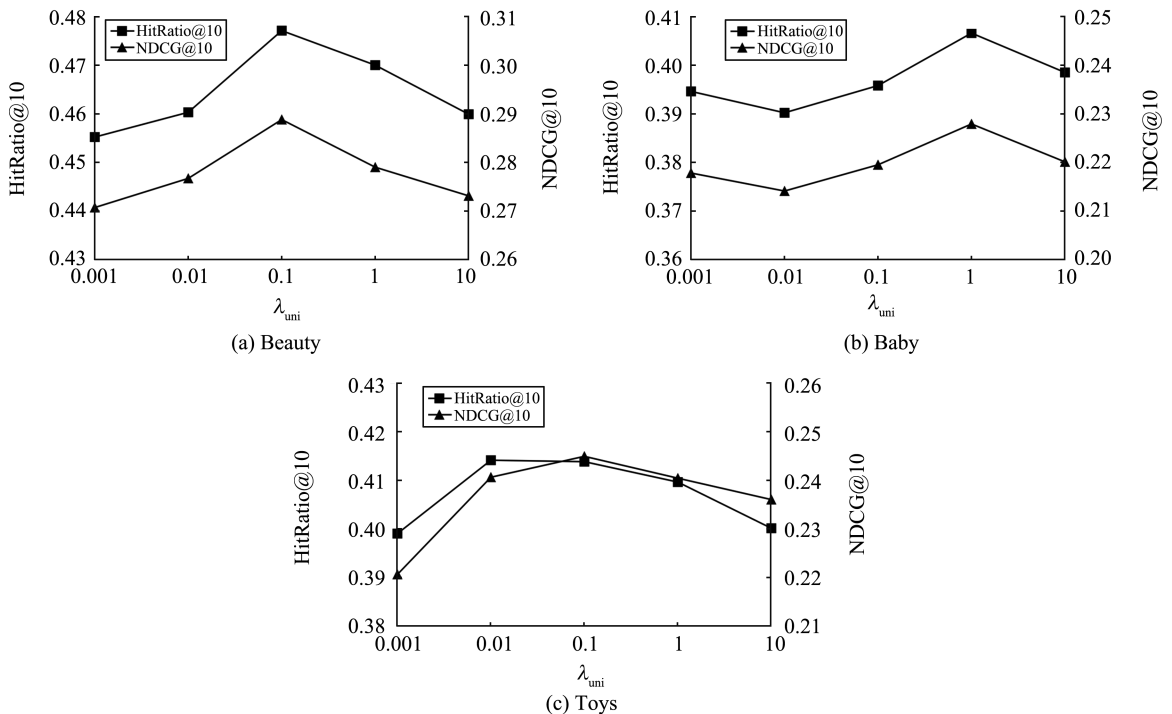 0.48
0.47
0.46
0.45
0.44
0.43
HitRatio@10
HitRatio@10
NDCG@10
0.31
0.30
0.29
0.28
0.27
0.26
NDCG@10
0.001 0.01 0.1 1 10
λuni
(a) Beauty
0.41
0.40
0.39
0.38
0.37
0.36
HitRatio@10
HitRatio@10
NDCG@10
0.25
0.24
0.23
0.22
0.21
0.20
NDCG@10
0.001 0.01 0.1 1 10
λuni
(b) Baby
0.43
0.42
0.41
0.40
0.39
0.38
HitRatio@10
HitRatio@10
NDCG@10
0.26
0.25
0.24
0.23
0.22
0.21
NDCG@10
0.001 0.01 0.1 1 10
λuni
(c) Toys